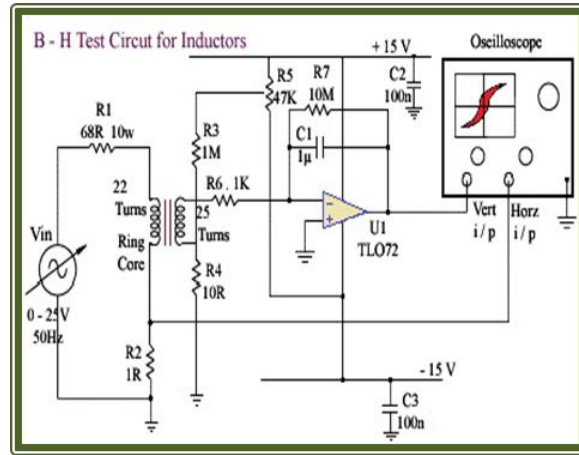 B - H Test Circut for Inductors
+ 15 V
Oscilloscope
R5
47K
R7
10M
C2
100n
R1
68R 10w
R3
1M
C1
1µ
22
Turns
R6 , 1K
25
Turns
Ring
Core
Vin
U1
TLO72
Vert
i / p
Horz
i / p
R4
10R
0 - 25V
50Hz
R2
1R
- 15 V
C3
100n